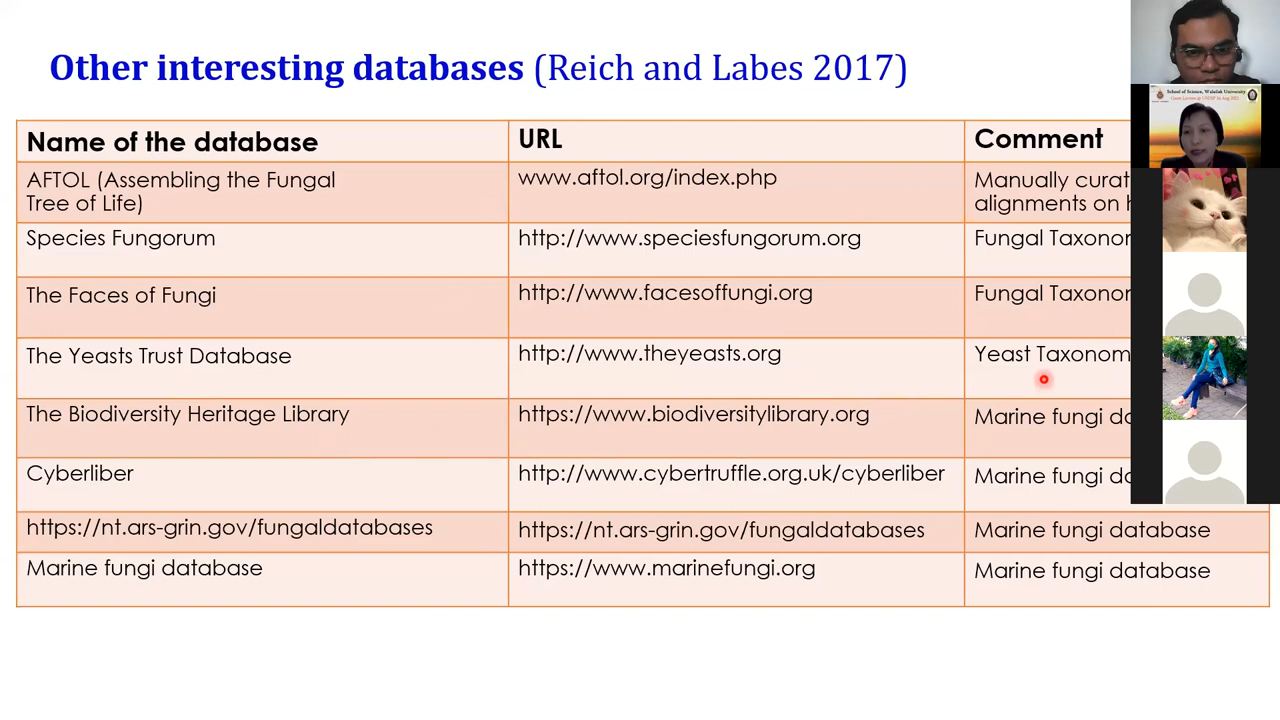 Other interesting databases (Reich and Labes 2017)
Name of the database URL Comment
AFTOL (Assembling the Fungal
Tree of Life)
www.aftol.org/index.php
Manually curat
alignments on
Species Fungorum http://www.speciesfungorum.org Fungal Taxonor
The Faces of Fungi http://www.facesoffungi.org Fungal Taxonor
The Yeasts Trust Database http://www.theyeasts.org Yeast Taxonom
The Biodiversity Heritage Library https://www.biodiversitylibrary.org Marine fungi da
Cyberliber http://www.cybertruffle.org.uk/cyberliber Marine fungi da
https://nt.ars-grin.gov/fungaldatabases https://nt.ars-grin.gov/fungaldatabases Marine fungi database
Marine fungi database https://www.marinefungi.org Marine fungi database
School of Science, Walailak University